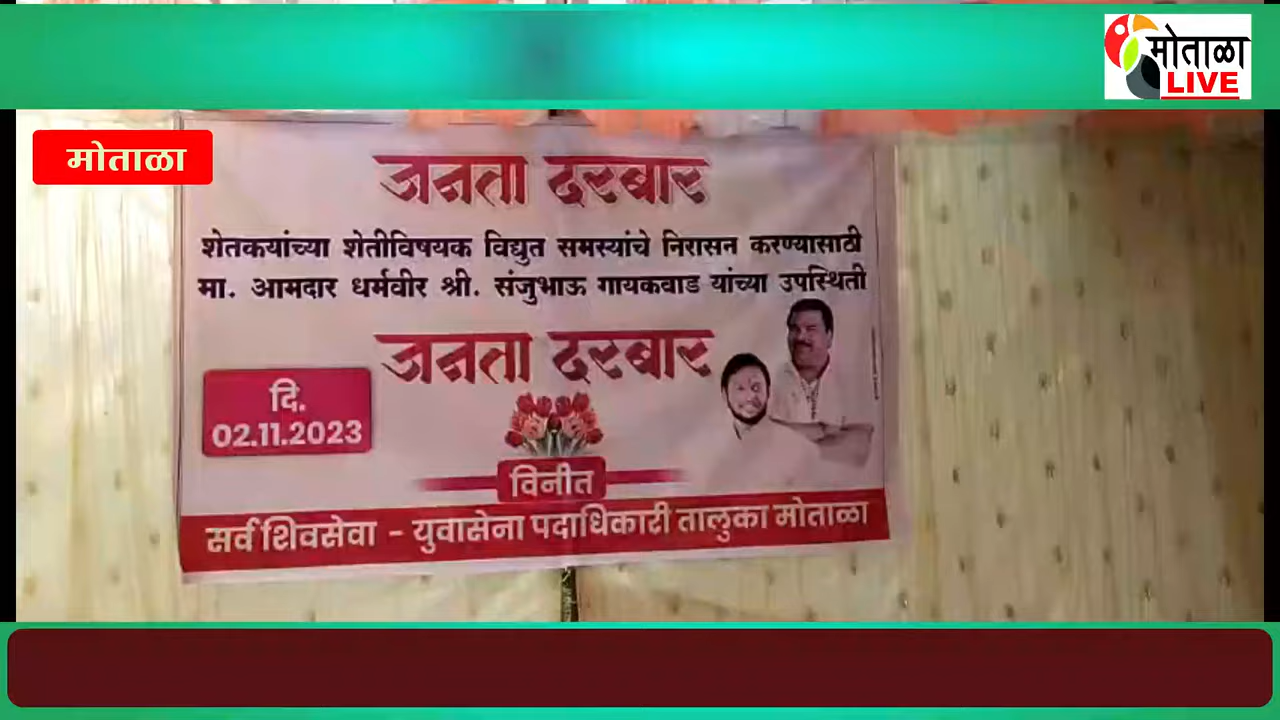 मोताळा
LIVE
मोताळा
जनता दरबार
शेतकयांच्या शेतीविषयक विद्युत समस्यांचे निरासन करण्यासाठी
मा. आमदार धर्मवीर श्री. संजुभाऊ गायकवाड यांच्या उपस्थिती
जनता दरबार
दि.
02.11.2023
विनीत
सर्व शिवसेवा - युवासेना पदाधिकारी तालुका मोताळा